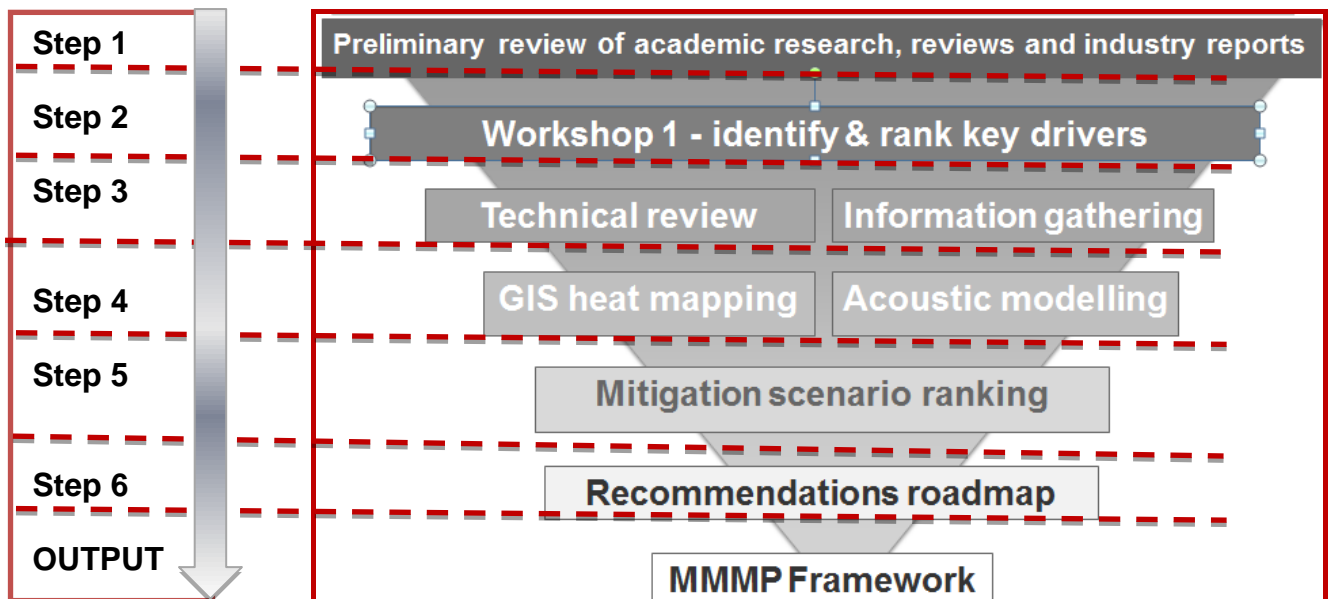 Step 1
Preliminary review of academic research, reviews and industry reports
Step 2
Workshop 1 - identify & rank key drivers
Step 3
Technical review
Information gathering
Step 4
GIS heat mapping
Acoustic modelling
Step 5
Mitigation scenario ranking
Step 6
Recommendations roadmap
OUTPUT
MMMP Framework